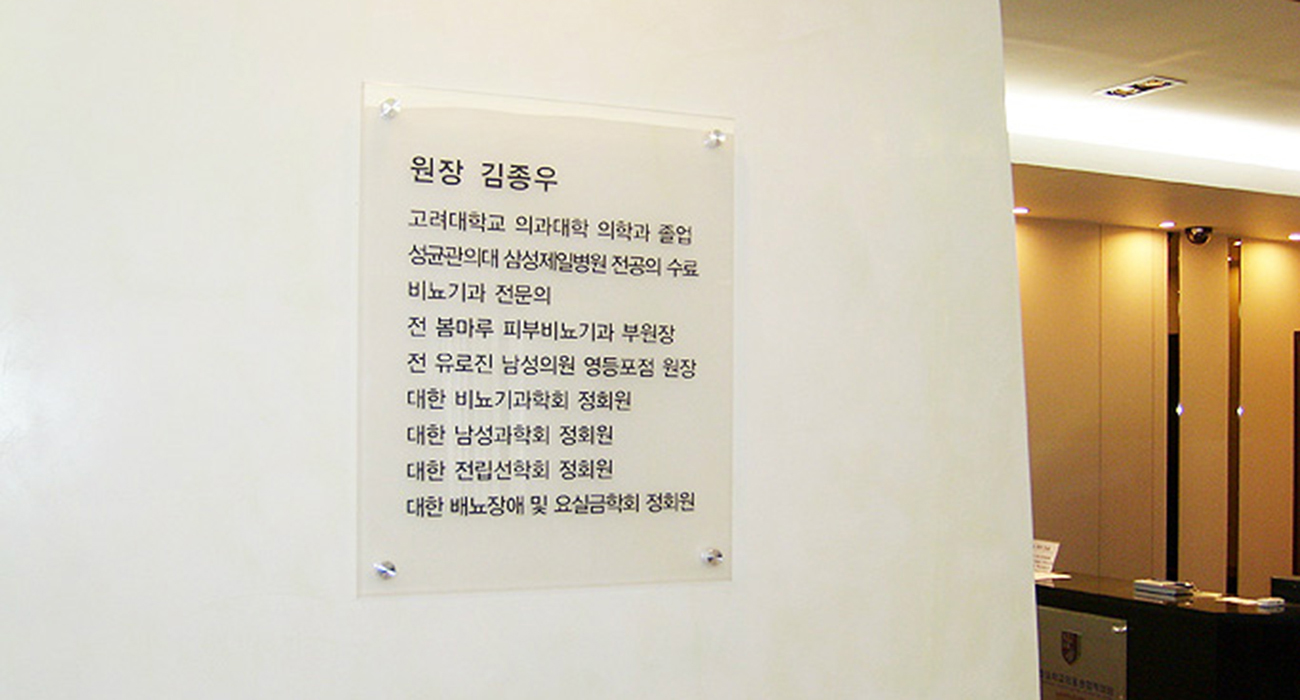 원장 김종우
고려대학교 의과대학 의학과 졸업
성균관의대 삼성제일병원 전공의 수료
비뇨기과 전문의
전 봄마루 피부비뇨기과 부원장
전 유로진 남성의원 영등포점 원장
대한 비뇨기과학회 정회원
대한 남성과학회 정회원
대한 전립선학회 정회원
대한 배뇨장애 및 요실금학회 정회원